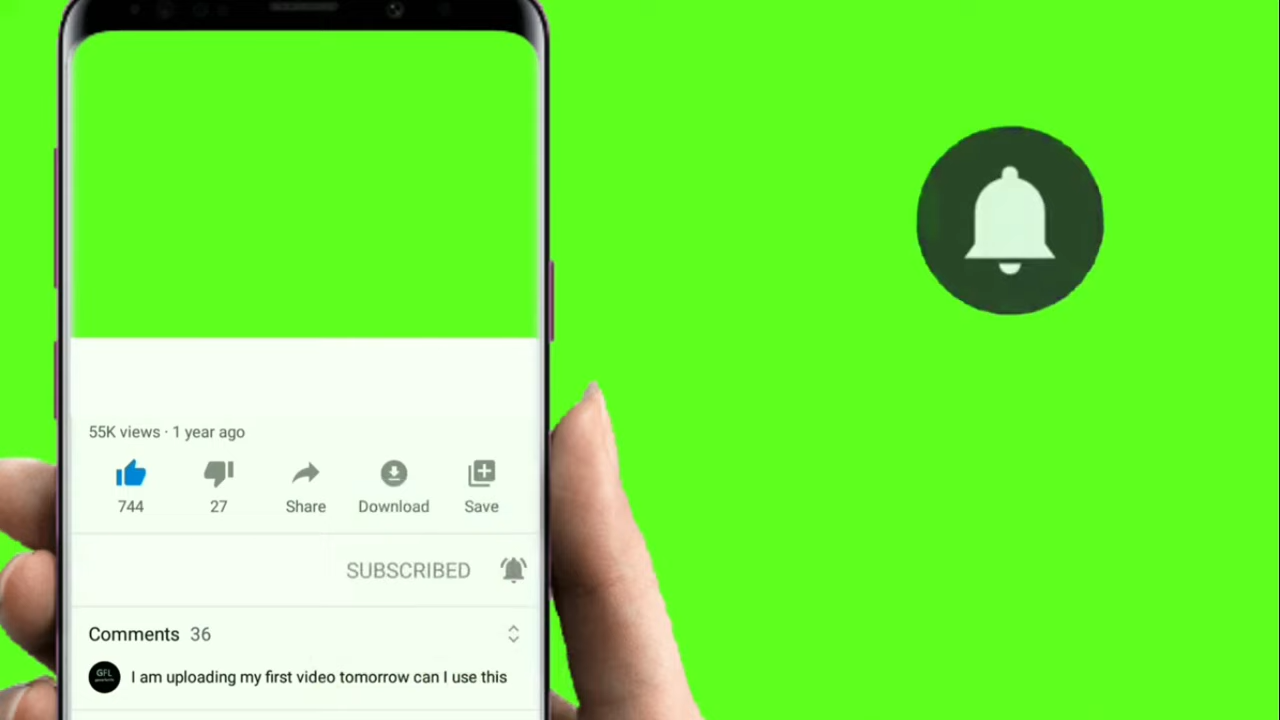 55K views · 1 year ago
744
27
Share
Download
Save
SUBSCRIBED
Comments 36
GFL
I am uploading my first video tomorrow can I use this